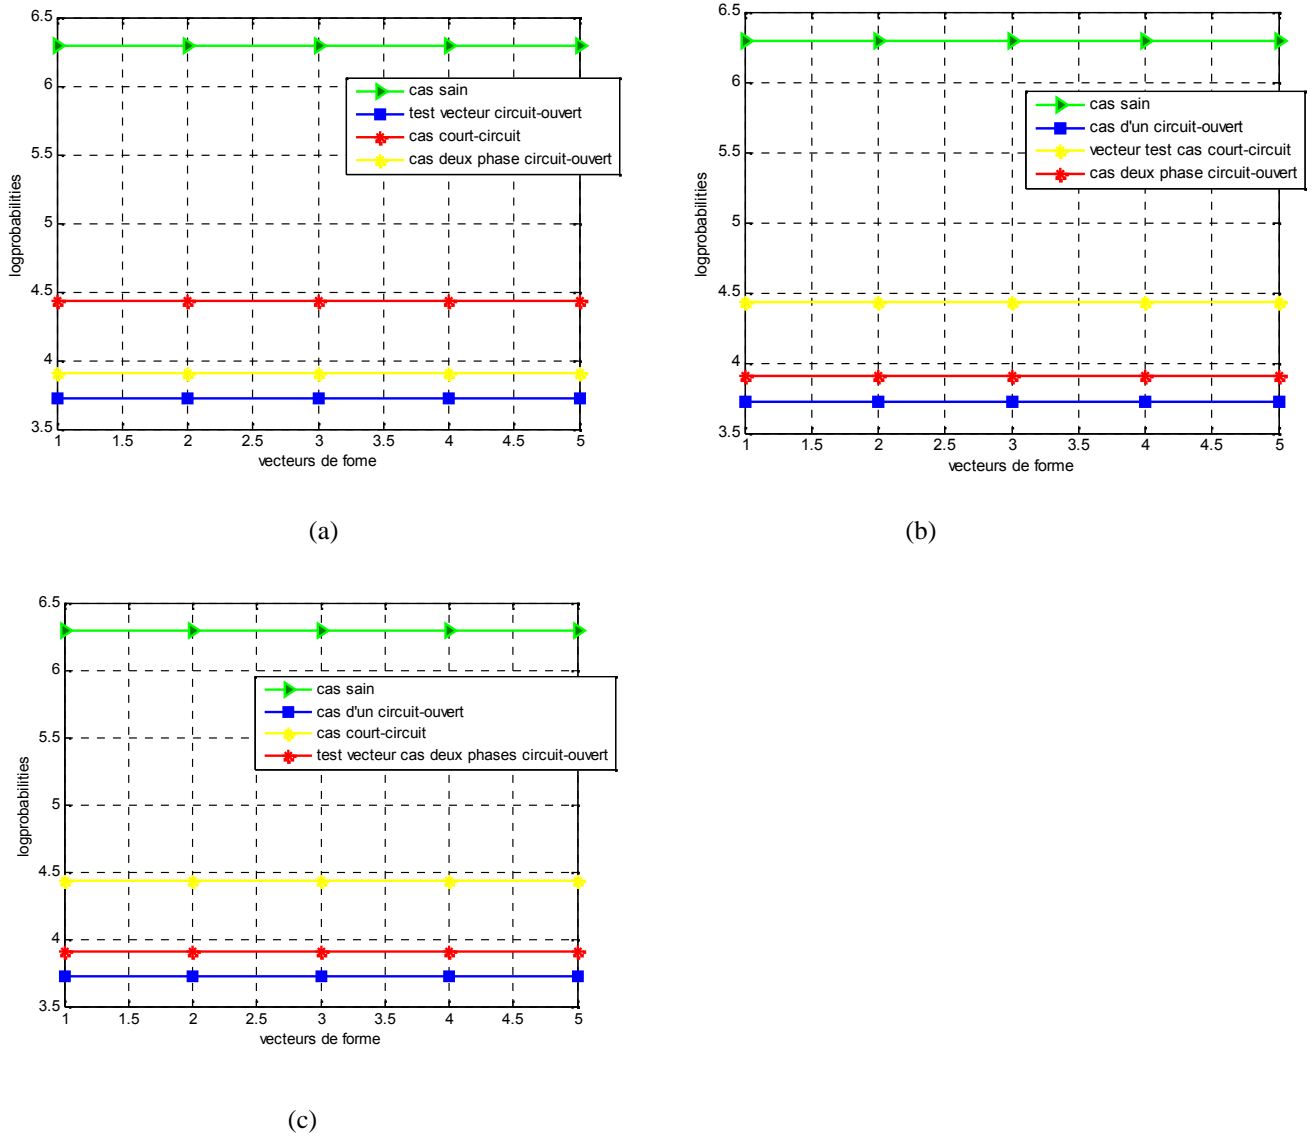 6.5
6
5.5
5
4.5
4
3.5
logprobabilities
cas sain
test vecteur circuit-ouvert
cas court-circuit
cas deux phase circuit-ouvert
1 1.5 2 2.5 3 3.5 4 4.5 5
vecteurs de fome
(a)
6.5
6
5.5
5
4.5
4
3.5
logprobabilities
cas sain
cas d'un circuit-ouvert
vecteur test cas court-circuit
cas deux phase circuit-ouvert
1 1.5 2 2.5 3 3.5 4 4.5 5
vecteurs de forme
(b)
6.5
6
5.5
5
4.5
4
3.5
logprobabilities
cas sain
cas d'un circuit-ouvert
cas court-circuit
test vecteur cas deux phases circuit-ouvert
1 1.5 2 2.5 3 3.5 4 4.5 5
vecteurs de forme
(c)